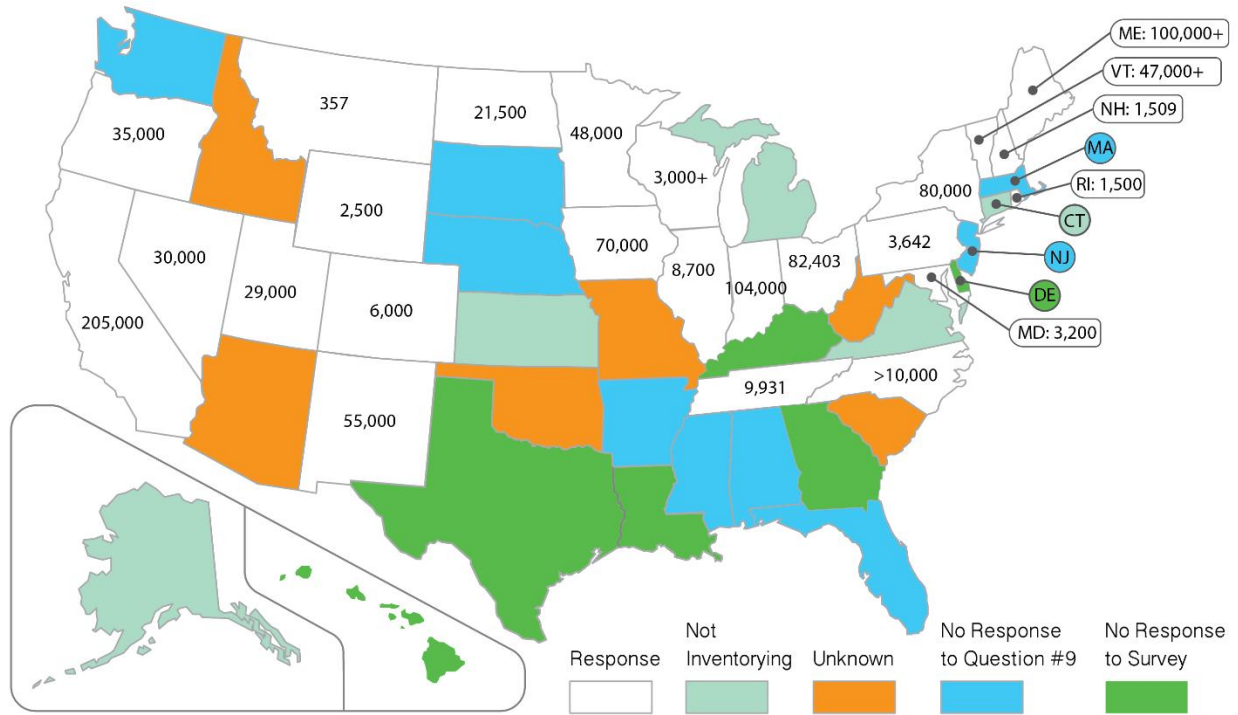 ME: 100,000+
VT: 47,000+
NH: 1,509
MA
RI: 1,500
CT
NJ
DE
MD: 3,200
357
21,500
48,000
35,000
3,000+
80,000
2,500
70,000
3,642
30,000
82,403
8,700
104,000
29,000
6,000
205,000
9,931
>10,000
55,000
Response
Not
Inventorying
Unknown
No Response
to Question #9
No Response
to Survey